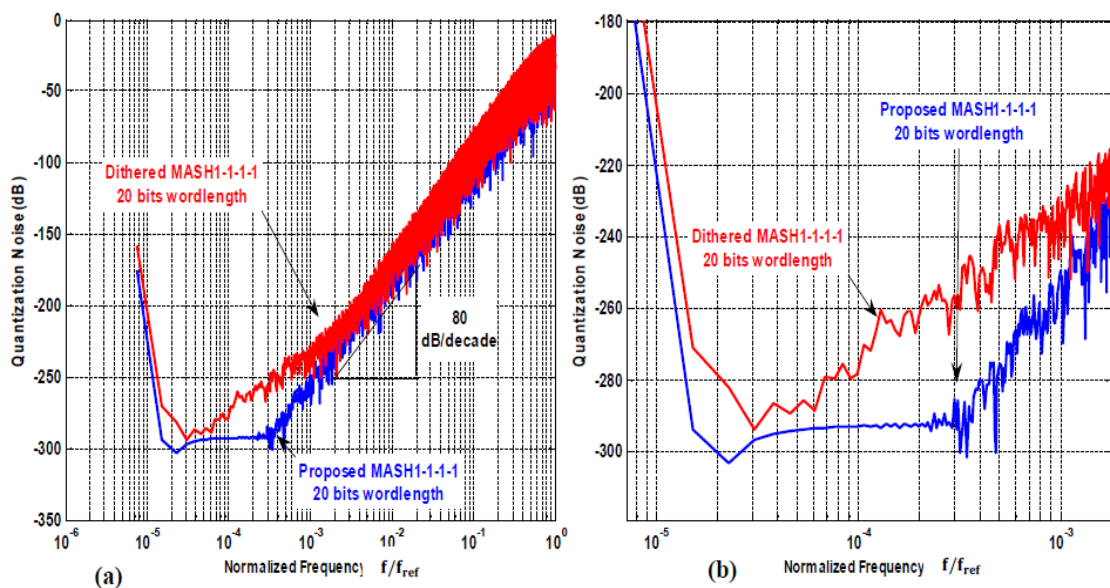 0
-50
-100
-150
-200
-250
-300
-350
Quantization Noise (dB)
10-6
10-5
10-4
10-3
10-2
10-1
100
Normalized Frequency f/fref
(a)
Dithered MASH1-1-1-1
20 bits wordlength
80
dB/decade
Proposed MASH1-1-1-1
20 bits wordlength
-180
-200
-220
-240
-260
-280
-300
Quantization Noise (dB)
10-5
10-4
10-3
Normalized Frequency f/fref
(b)
Proposed MASH1-1-1-1
20 bits wordlength
Dithered MASH1-1-1-1
20 bits wordlength